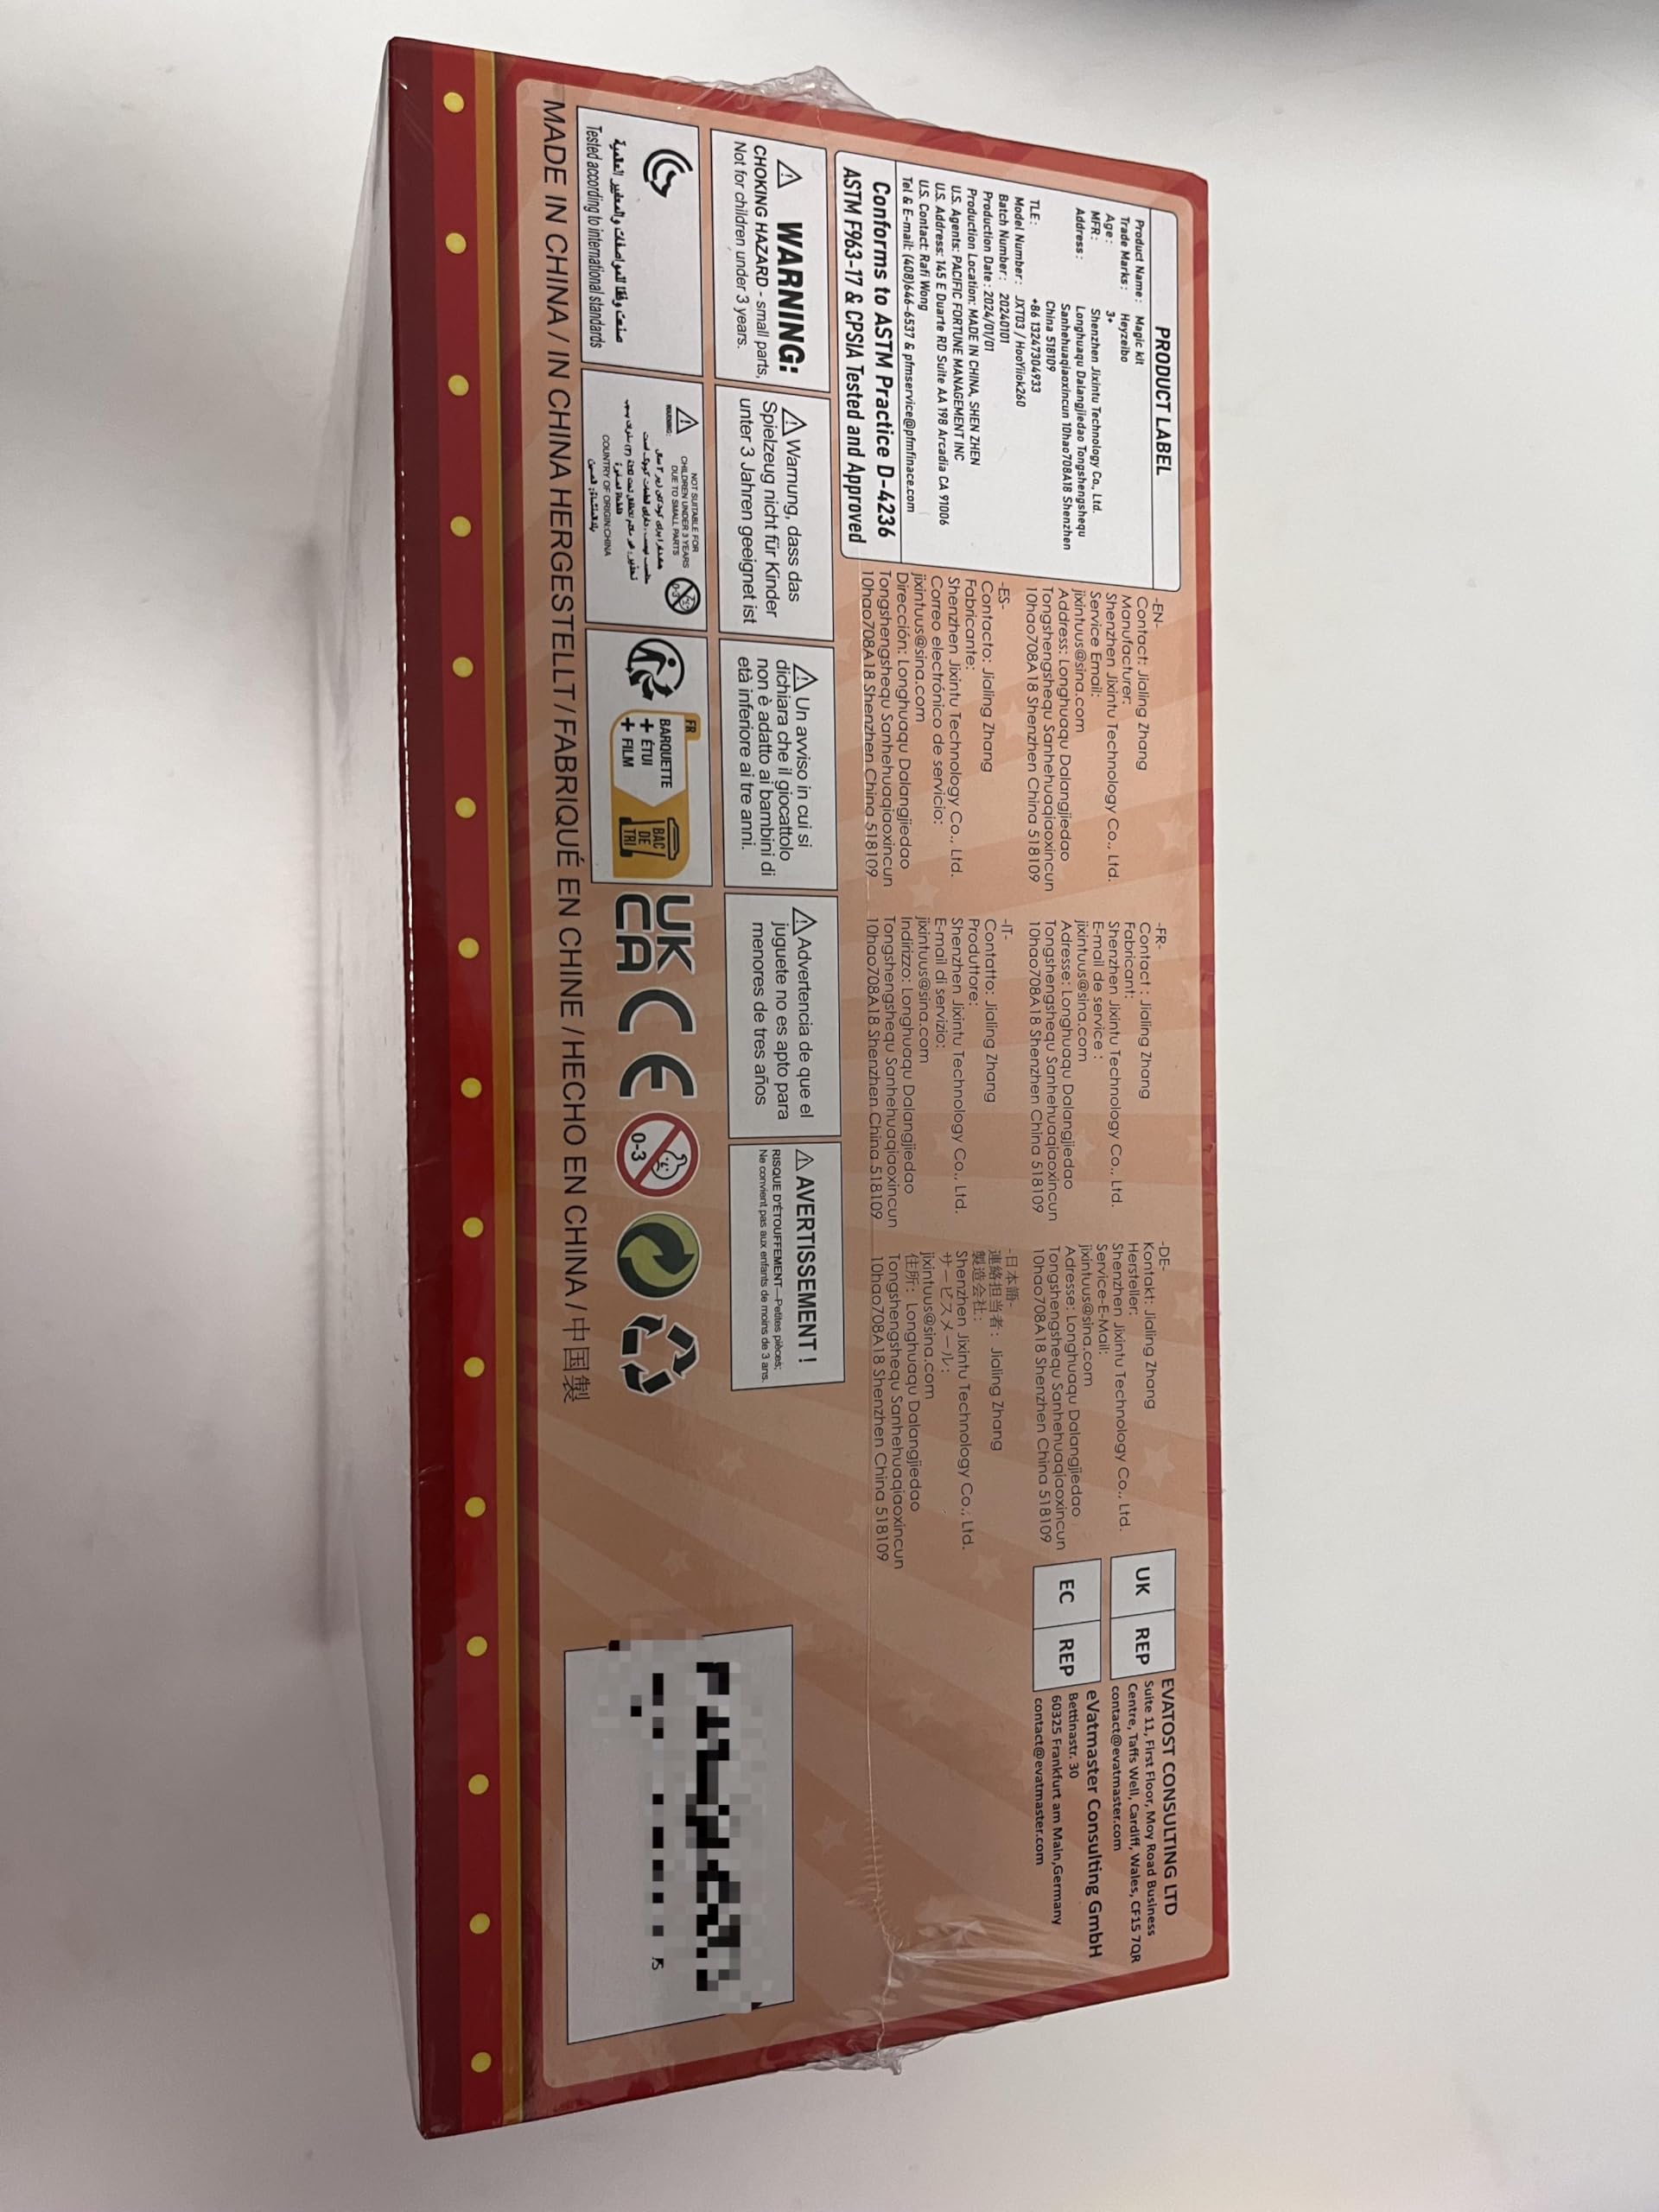 PRODUCT LABEL
Product Name : Magic kit
Trade Marks : Heyzeibo
Age : 3+
MFR : Shenzhen Jixintu Technology Co., Ltd.
Address : Longhuaqu Dalangjiedao Tongshengshequ
Sanhehuaqiaoxincun 10hao708A18 Shenzhen
China 518109
TLE : +86 13247304933
Model Number : JXT03 / HooYiiok260
Batch Number : 20240101
Production Date : 2024/01/01
Production Location: MADE IN CHINA, SHEN ZHEN
U.S. Agents: PACIFIC FORTUNE MANAGEMENT INC
U.S. Address: 145 E Duarte RD Suite AA 198 Arcadia CA 91006
U.S. Contact: Rafi Wong
Tel & E-mail: (408)646-6537 & pfmservice@pfmfinace.com
Conforms to ASTM Practice D-4236
ASTM F963-17 & CPSIA Tested and Approved
-EN-
Contact: Jialing Zhang
Manufacturer:
Shenzhen Jixintu Technology Co., Ltd.
Service Email:
jixintuus@sina.com
Address: Longhuaqu Dalangjiedao
Tongshengshequ Sanhehuaqiaoxincun
10hao708A18 Shenzhen China 518109
-FR-
Contact : Jialing Zhang
Fabricant:
Shenzhen Jixintu Technology Co., Ltd.
E-mail de service :
jixintuus@sina.com
Adresse: Longhuaqu Dalangjiedao
Tongshengshequ Sanhehuaqiaoxincun
10hao708A18 Shenzhen China 518109
-DE-
Kontakt: Jialing Zhang
Hersteller:
Shenzhen Jixintu Technology Co., Ltd.
Service-E-Mail:
jixintuus@sina.com
Adresse: Longhuaqu Dalangjiedao
Tongshengshequ Sanhehuaqiaoxincun
10hao708A18 Shenzhen China 518109
-ES-
Contacto: Jialing Zhang
Fabricante:
Shenzhen Jixintu Technology Co., Ltd.
Correo electrónico de servicio:
jixintuus@sina.com
Dirección: Longhuaqu Dalangjiedao
Tongshengshequ Sanhehuaqiaoxincun
10hao708A18 Shenzhen China 518109
-IT-
Contatto: Jialing Zhang
Produttore:
Shenzhen Jixintu Technology Co., Ltd.
E-mail di servizio:
jixintuus@sina.com
Indirizzo: Longhuaqu Dalangjiedao
Tongshengshequ Sanhehuaqiaoxincun
10hao708A18 Shenzhen China 518109
-日本語-
連絡担当者： Jialing Zhang
製造会社：
Shenzhen Jixintu Technology Co., Ltd.
サービスメール:
jixintuus@sina.com
住所： Longhuaqu Dalangjiedao
Tongshengshequ Sanhehuaqiaoxincun
10hao708A18 Shenzhen China 518109
UK REP
EVATOST CONSULTING LTD
Suite 11, First Floor, Moy Road Business
Centre, Taffs Well, Cardiff, Wales, CF15 7QR
contact@evatmaster.com
EC REP
eVatmaster Consulting GmbH
Bettinastr. 30
60325 Frankfurt am Main,Germany
contact@evatmaster.com
WARNING:
CHOKING HAZARD - small parts,
Not for children under 3 years.
Warnung, dass das
Spielzeug nicht für Kinder
unter 3 Jahren geeignet ist
Un avviso in cui si
dichiara che il giocattolo
non è adatto ai bambini di
età inferiore ai tre anni.
Advertencia de que el
juguete no es apto para
menores de tres años
AVERTISSEMENT !
RISQUE D'ÉTOUFFEMENT—Petites pièces;
Ne convient pas aux enfants de moins de 3 ans.
صنعت وفقا للمواصفات والمعايير العلمية
Tested according to international standards
WARNING:
NOT SUITABLE FOR
CHILDREN UNDER 3 YEARS
DUE TO SMALL PARTS
0-3
COUNTRY OF ORIGIN:CHINA
بلد المنشأ: الصين
FR
BARQUETTE
+ ÉTUI
+ FILM
BAC
DE
TRI
UK
CA
CE
0-3
MADE IN CHINA / IN CHINA HERGESTELLT / FABRIQUÉ EN CHINE / HECHO EN CHINA / 中国製